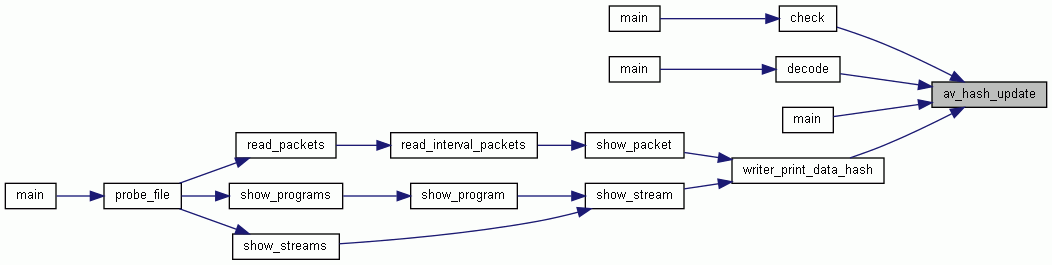 main
check
main
decode
av_hash_update
main
read_packets
read_interval_packets
show_packet
writer_print_data_hash
main
probe_file
show_programs
show_program
show_stream
show_streams